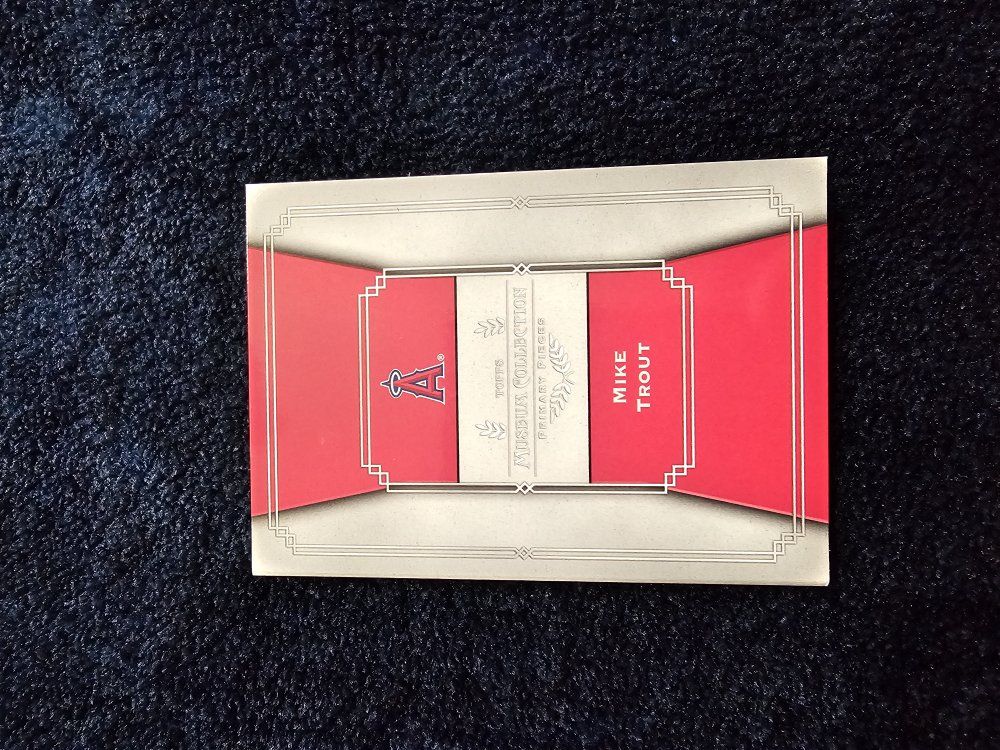 A®
TOPPS
MUSEUM COLLECTION
PRIMARY PIECES
MIKE
TROUT